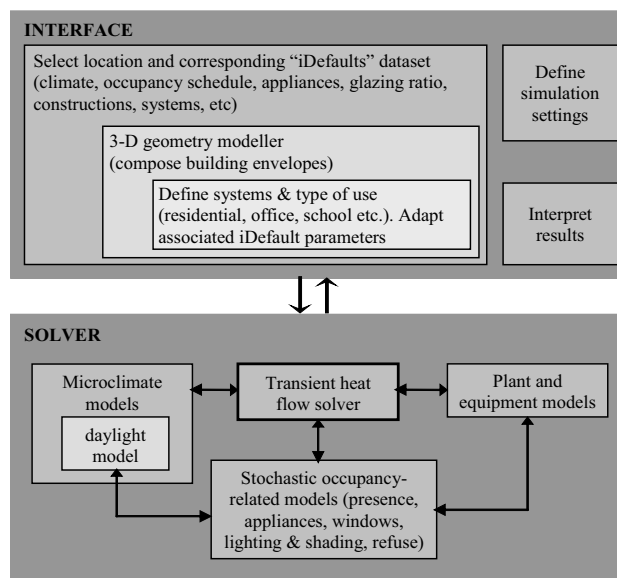 INTERFACE
Select location and corresponding “iDefaults” dataset
(climate, occupancy schedule, appliances, glazing ratio,
constructions, systems, etc)
3-D geometry modeller
(compose building envelopes)
Define systems & type of use
(residential, office, school etc.). Adapt
associated iDefault parameters
Define
simulation
settings
Interpret
results
SOLVER
Microclimate
models
daylight
model
Transient heat
flow solver
Plant and
equipment models
Stochastic occupancy-
related models (presence,
appliances, windows,
lighting & shading, refuse)